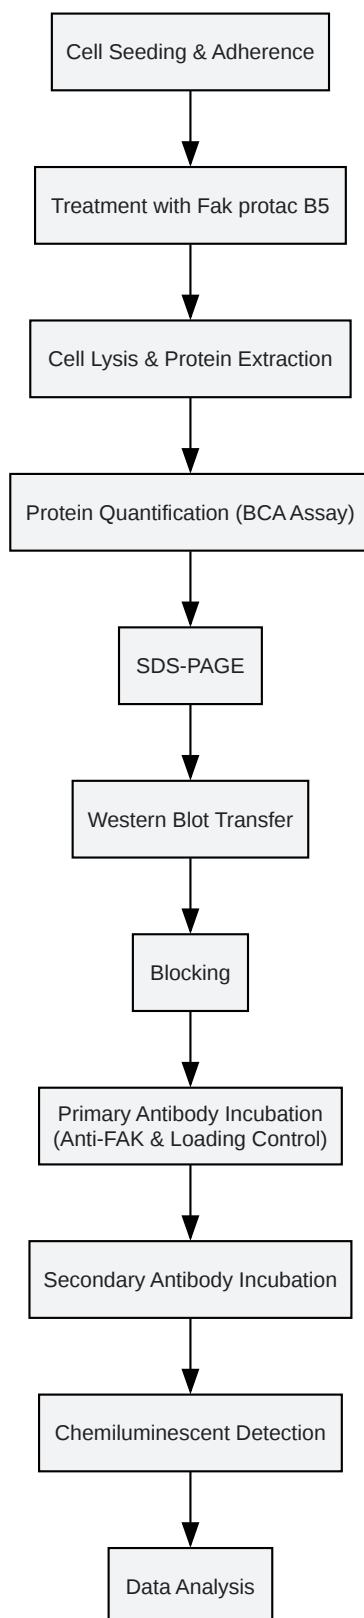 Cell Seeding & Adherence
Treatment with Fak protac B5
Cell Lysis & Protein Extraction
Protein Quantification (BCA Assay)
SDS-PAGE
Western Blot Transfer
Blocking
Primary Antibody Incubation
(Anti-FAK & Loading Control)
Secondary Antibody Incubation
Chemiluminescent Detection
Data Analysis